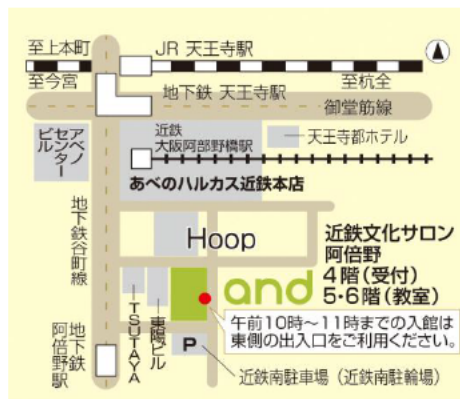 至上本町
JR 天王寺駅
至今宮
至杭全
地下鉄 天王寺駅
御堂筋線
アベノ
センター
ビル
近鉄
大阪阿部野橋駅
天王寺都ホテル
あべのハルカス近鉄本店
地下鉄谷町線
Hoop
近鉄文化サロン
阿倍野
4階(受付)
5・6階(教室)
and
TSUTAYA
東陽ビル
午前10時～11時までの入館は
東側の出入口をご利用ください。
地下鉄
阿倍野駅
P
近鉄南駐車場(近鉄南駐輪場)